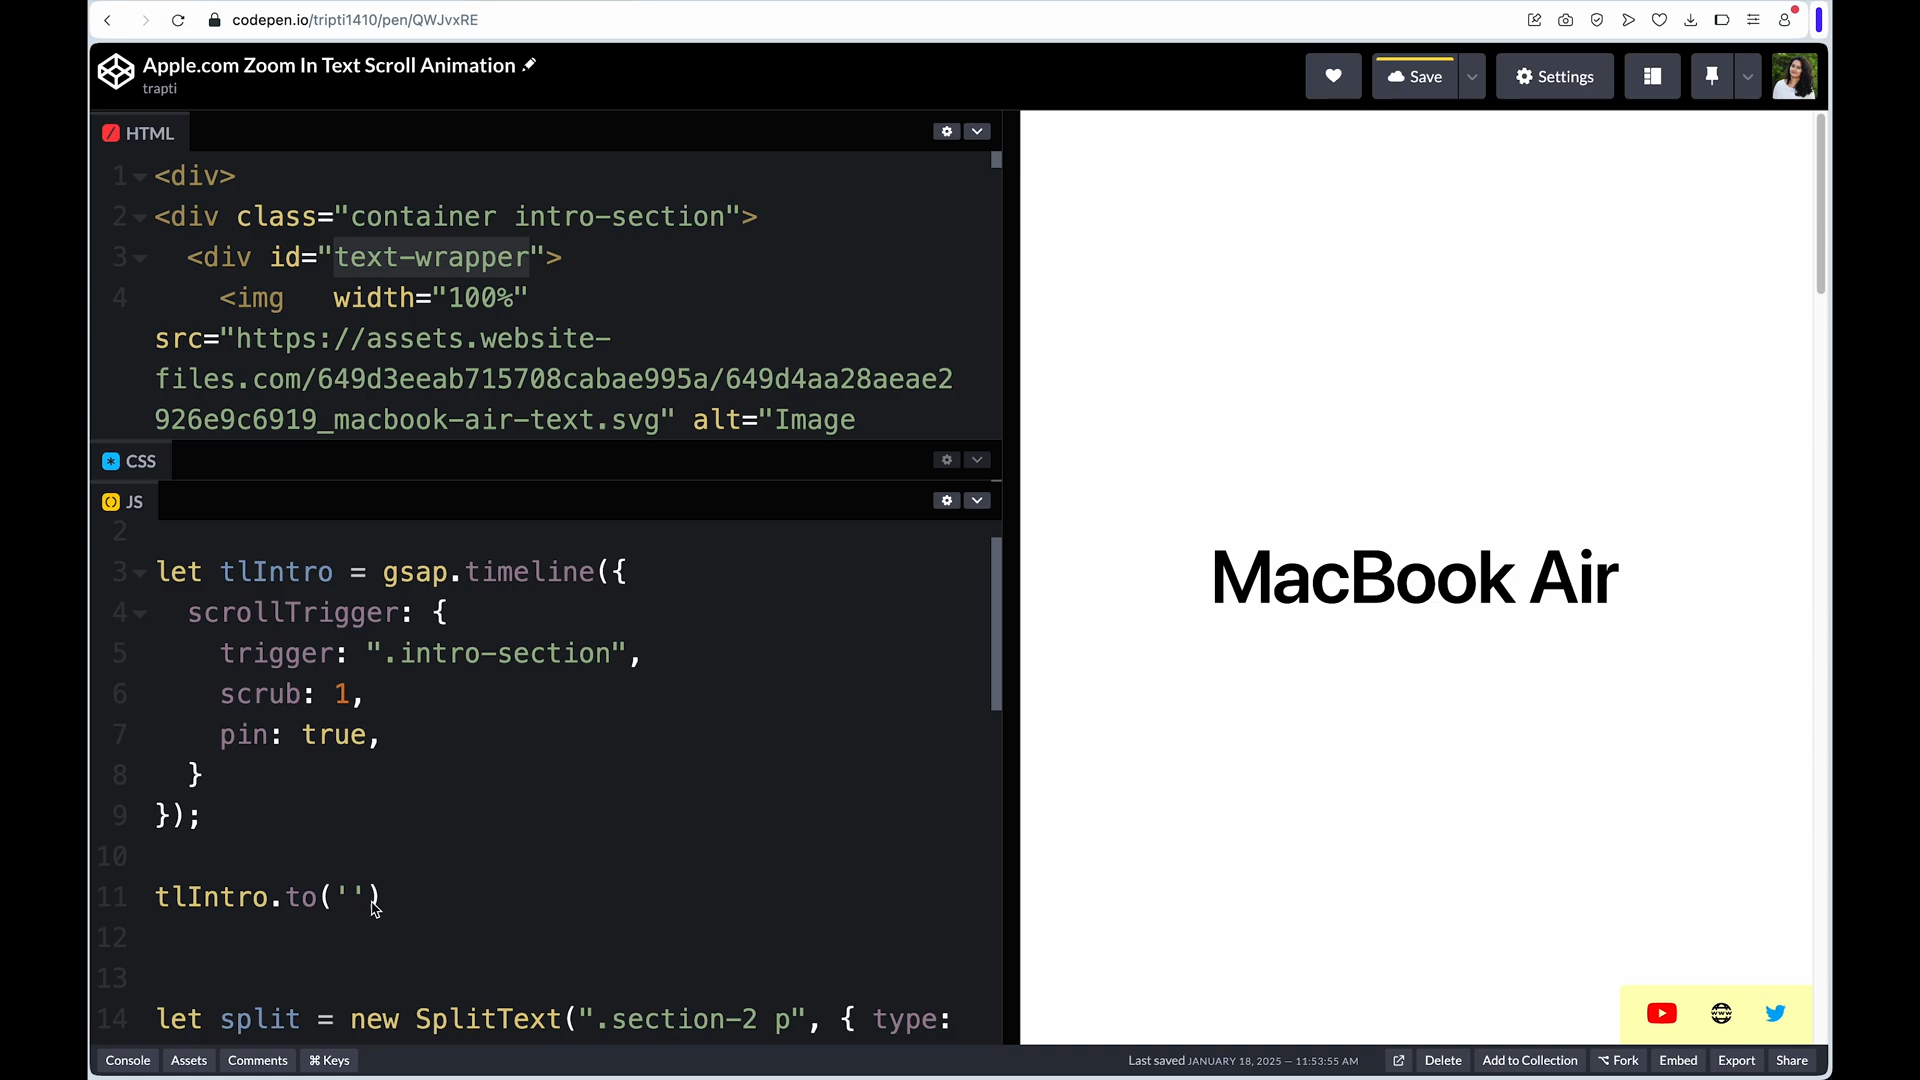 codepen.io/tripti1410/pen/QWJvxRE
Apple.com Zoom In Text Scroll Animation
trapti
Save
Settings
HTML
1 <div>
2 <div class="container intro-section">
3 <div id="text-wrapper">
4 <img width="100%"
src="https://assets.website-
files.com/649d3eeab715708cabae995a/649d4aa28aeae2
926e9c6919_macbook-air-text.svg" alt="Image
CSS
JS
2
3 let tlIntro = gsap.timeline({
4 scrollTrigger: {
5 trigger: ".intro-section",
6 scrub: 1,
7 pin: true,
8 }
9 });
10
11 tlIntro.to('')
12
13
14 let split = new SplitText(".section-2 p", { type:
MacBook Air
WWW
Console Assets Comments ⌘ Keys
Last saved JANUARY 18, 2025 — 11:53:55 AM
Delete Add to Collection ⌥ Fork Embed Export Share